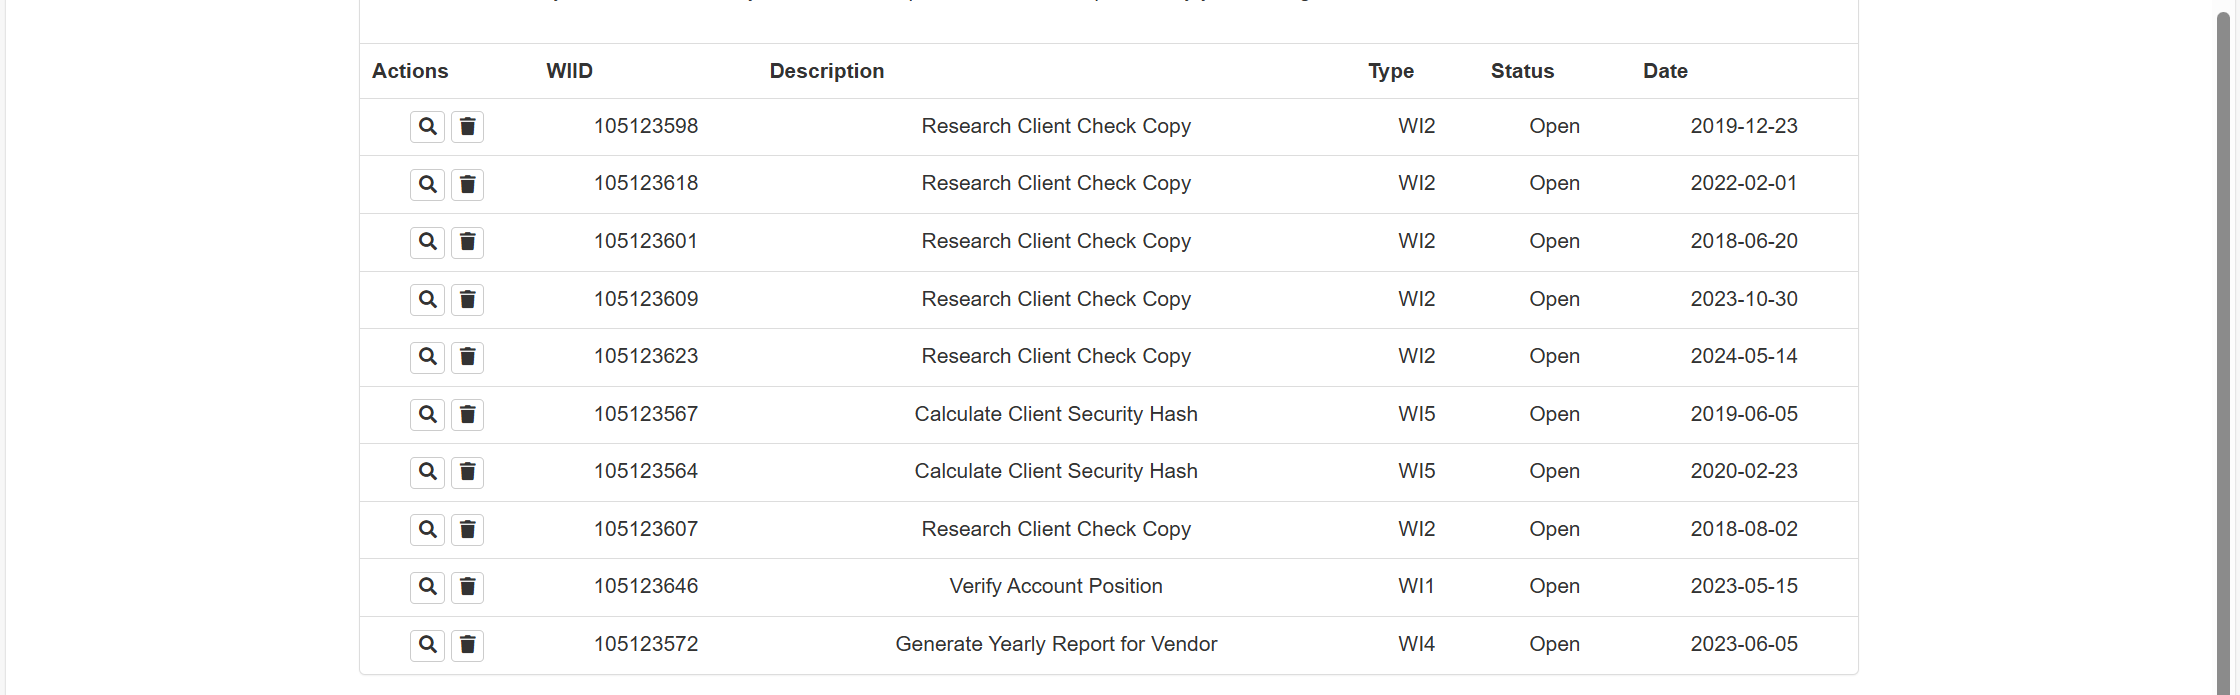 Actions WIID Description Type Status Date
105123598 Research Client Check Copy WI2 Open 2019-12-23
105123618 Research Client Check Copy WI2 Open 2022-02-01
105123601 Research Client Check Copy WI2 Open 2018-06-20
105123609 Research Client Check Copy WI2 Open 2023-10-30
105123623 Research Client Check Copy WI2 Open 2024-05-14
105123567 Calculate Client Security Hash WI5 Open 2019-06-05
105123564 Calculate Client Security Hash WI5 Open 2020-02-23
105123607 Research Client Check Copy WI2 Open 2018-08-02
105123646 Verify Account Position WI1 Open 2023-05-15
105123572 Generate Yearly Report for Vendor WI4 Open 2023-06-05